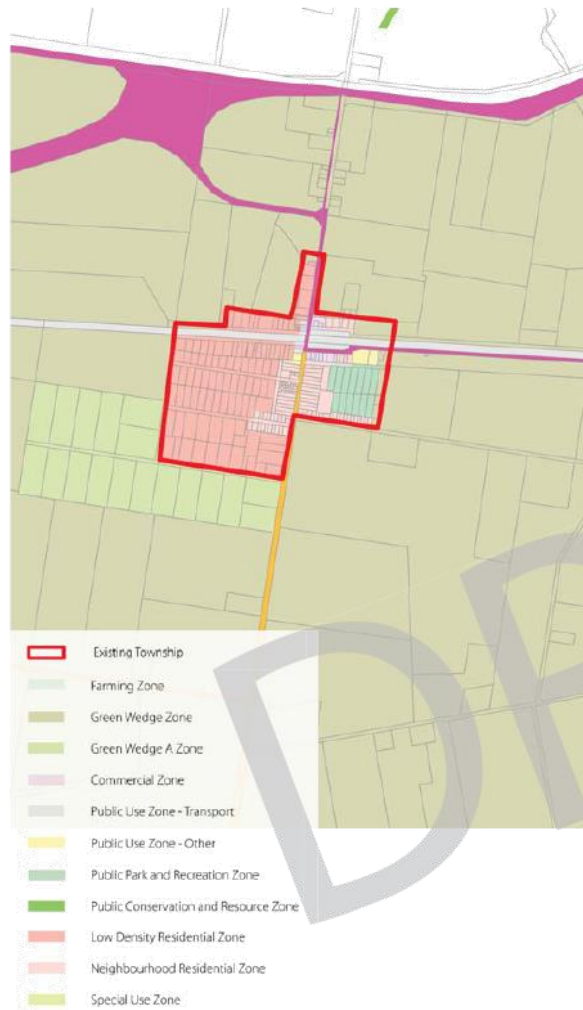 Existing Township
Farming Zone
Green Wedge Zone
Green Wedge A Zone
Commercial Zone
Public Use Zone - Transport
Public Use Zone - Other
Public Park and Recreation Zone
Public Conservation and Resource Zone
Low Density Residential Zone
Neighbourhood Residential Zone
Special Use Zone